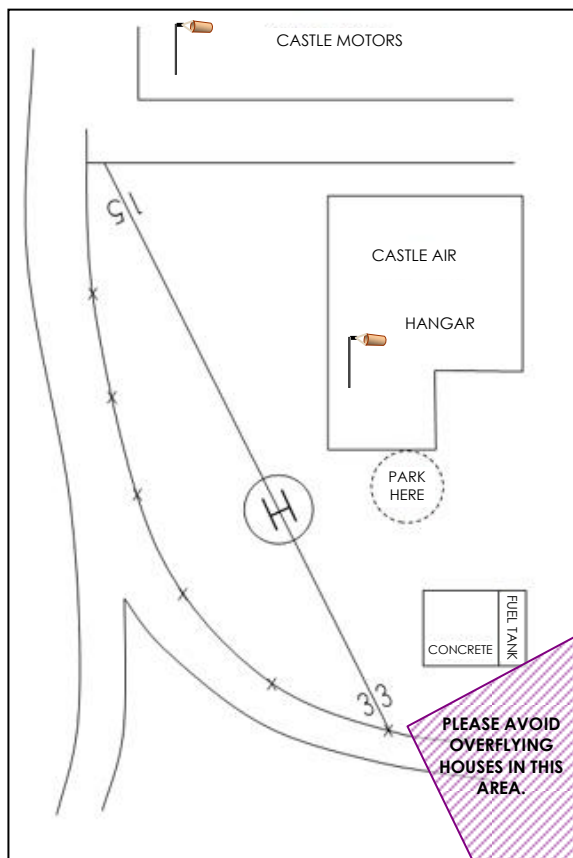 CASTLE MOTORS
15
CASTLE AIR
HANGAR
PARK
HERE
H
FUEL TANK
CONCRETE
33
PLEASE AVOID
OVERFLYING
HOUSES IN THIS
AREA.